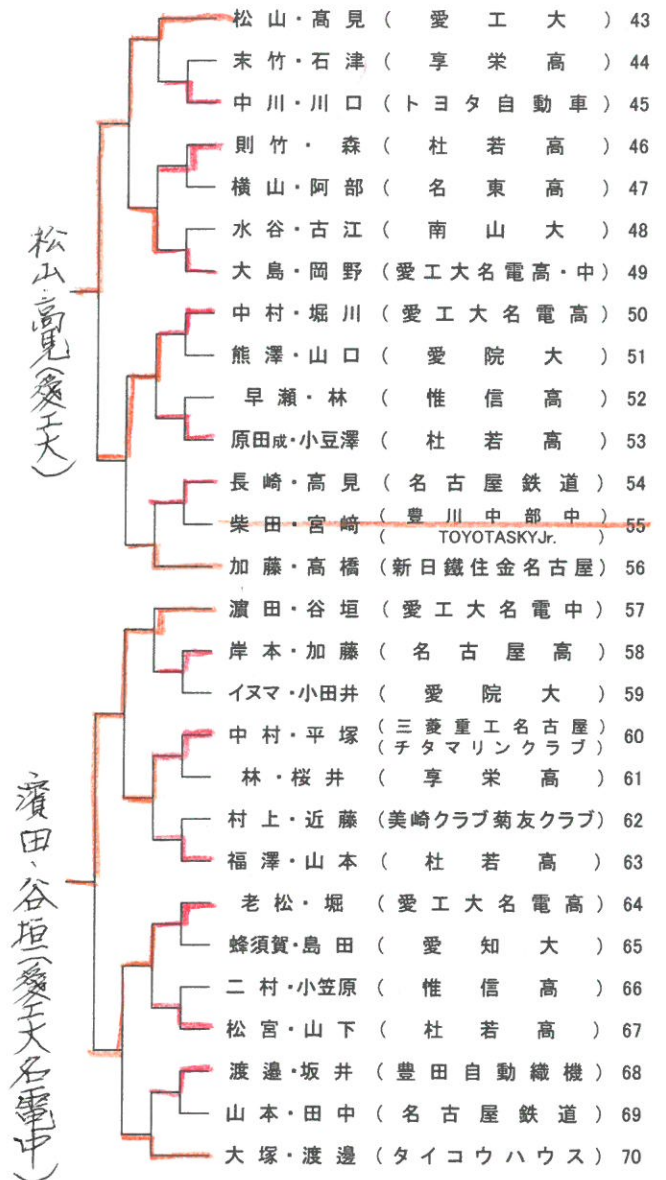 松山・髙見 (愛工大) 43
末竹・石津 (享栄高) 44
中川・川口 (トヨタ自動車) 45
則竹・森 (杜若高) 46
横山・阿部 (名東高) 47
水谷・古江 (南山大) 48
大島・岡野 (愛工大名電高・中) 49
中村・堀川 (愛工大名電高) 50
熊澤・山口 (愛院大) 51
早瀬・林 (惟信高) 52
原田成・小豆澤 (杜若高) 53
長崎・高見 (名古屋鉄道) 54
柴田・宮﨑 (豊川中部中
(TOYOTASKYJr. 55
加藤・高橋 (新日鐵住金名古屋) 56
松山・高見(愛工大)
濵田・谷垣 (愛工大名電中) 57
岸本・加藤 (名古屋高) 58
イヌマ・小田井 (愛院大) 59
中村・平塚 (三菱重工名古屋)
(チタマリンクラブ) 60
林・桜井 (享栄高) 61
村上・近藤 (美崎クラブ菊友クラブ) 62
福澤・山本 (杜若高) 63
老松・堀 (愛工大名電高) 64
蜂須賀・島田 (愛知大) 65
二村・小笠原 (惟信高) 66
松宮・山下 (杜若高) 67
渡邉・坂井 (豊田自動織機) 68
山本・田中 (名古屋鉄道) 69
大塚・渡邊 (タイコウハウス) 70
濱田・谷垣(愛工大名電中)